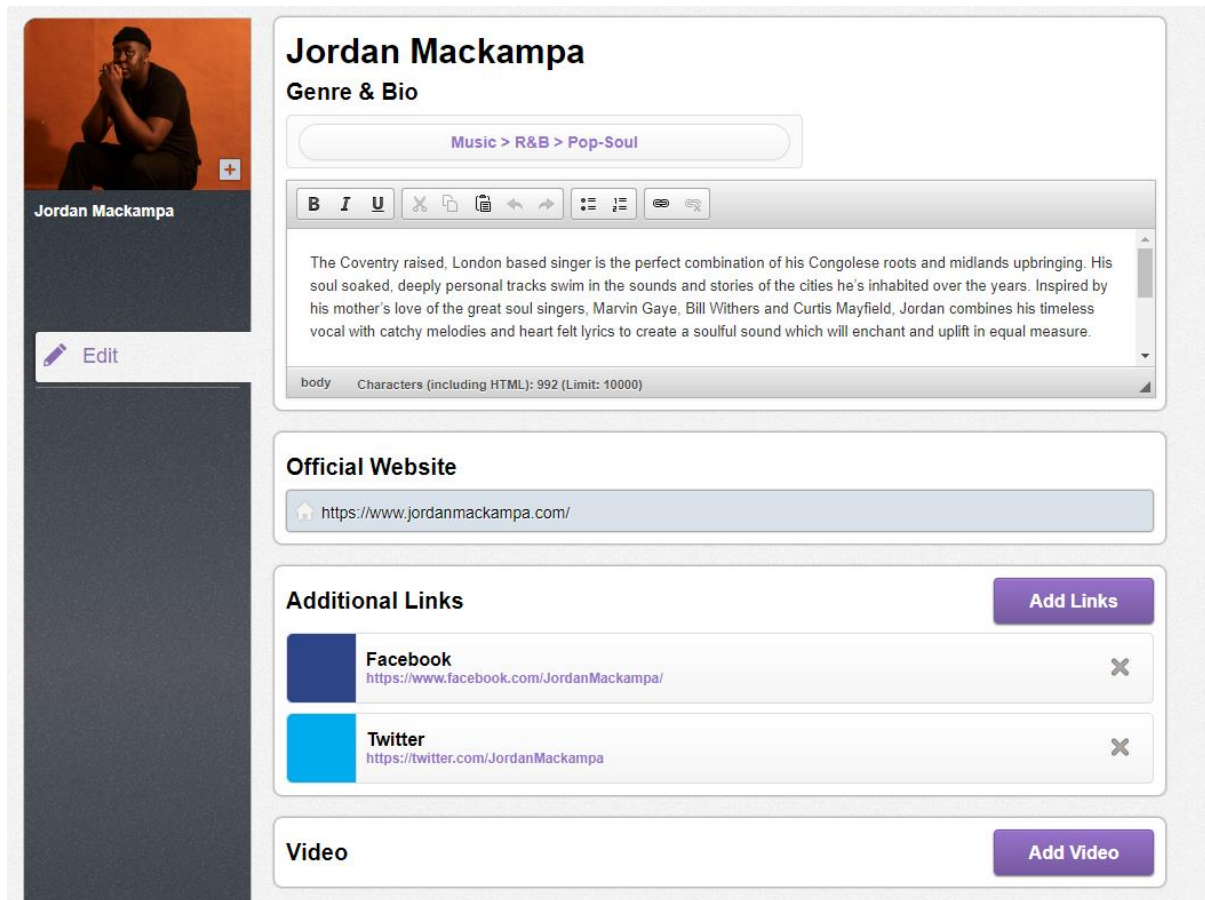 Jordan Mackampa
Edit
Jordan Mackampa
Genre & Bio
Music > R&B > Pop-Soul
B I U
The Coventry raised, London based singer is the perfect combination of his Congolese roots and midlands upbringing. His
soul soaked, deeply personal tracks swim in the sounds and stories of the cities he’s inhabited over the years. Inspired by
his mother’s love of the great soul singers, Marvin Gaye, Bill Withers and Curtis Mayfield, Jordan combines his timeless
vocal with catchy melodies and heart felt lyrics to create a soulful sound which will enchant and uplift in equal measure.
body Characters (including HTML): 992 (Limit: 10000)
Official Website
https://www.jordanmackampa.com/
Additional Links
Add Links
Facebook
https://www.facebook.com/JordanMackampa/
Twitter
https://twitter.com/JordanMackampa
Video
Add Video